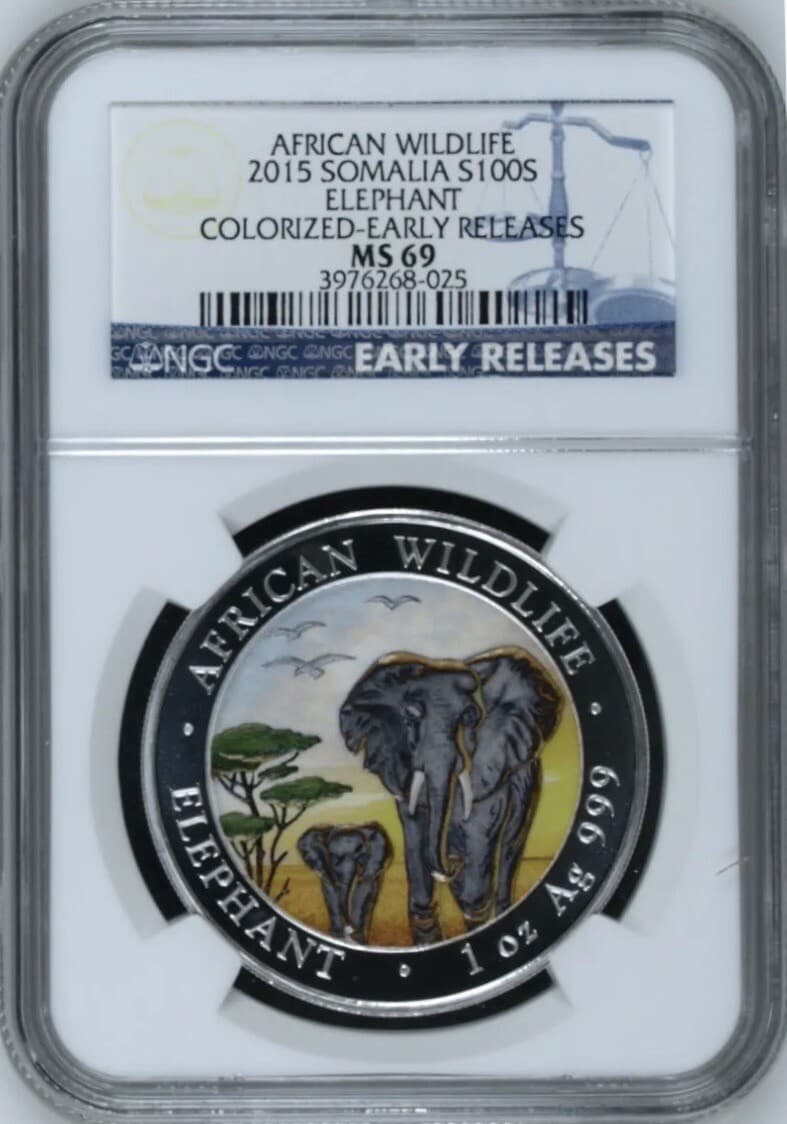 AFRICAN WILDLIFE
2015 SOMALIA S100S
ELEPHANT
COLORIZED-EARLY RELEASES
MS 69
3976268-025
NGC
EARLY RELEASES
AFRICAN WILDLIFE
ELEPHANT
1 oz Ag 999